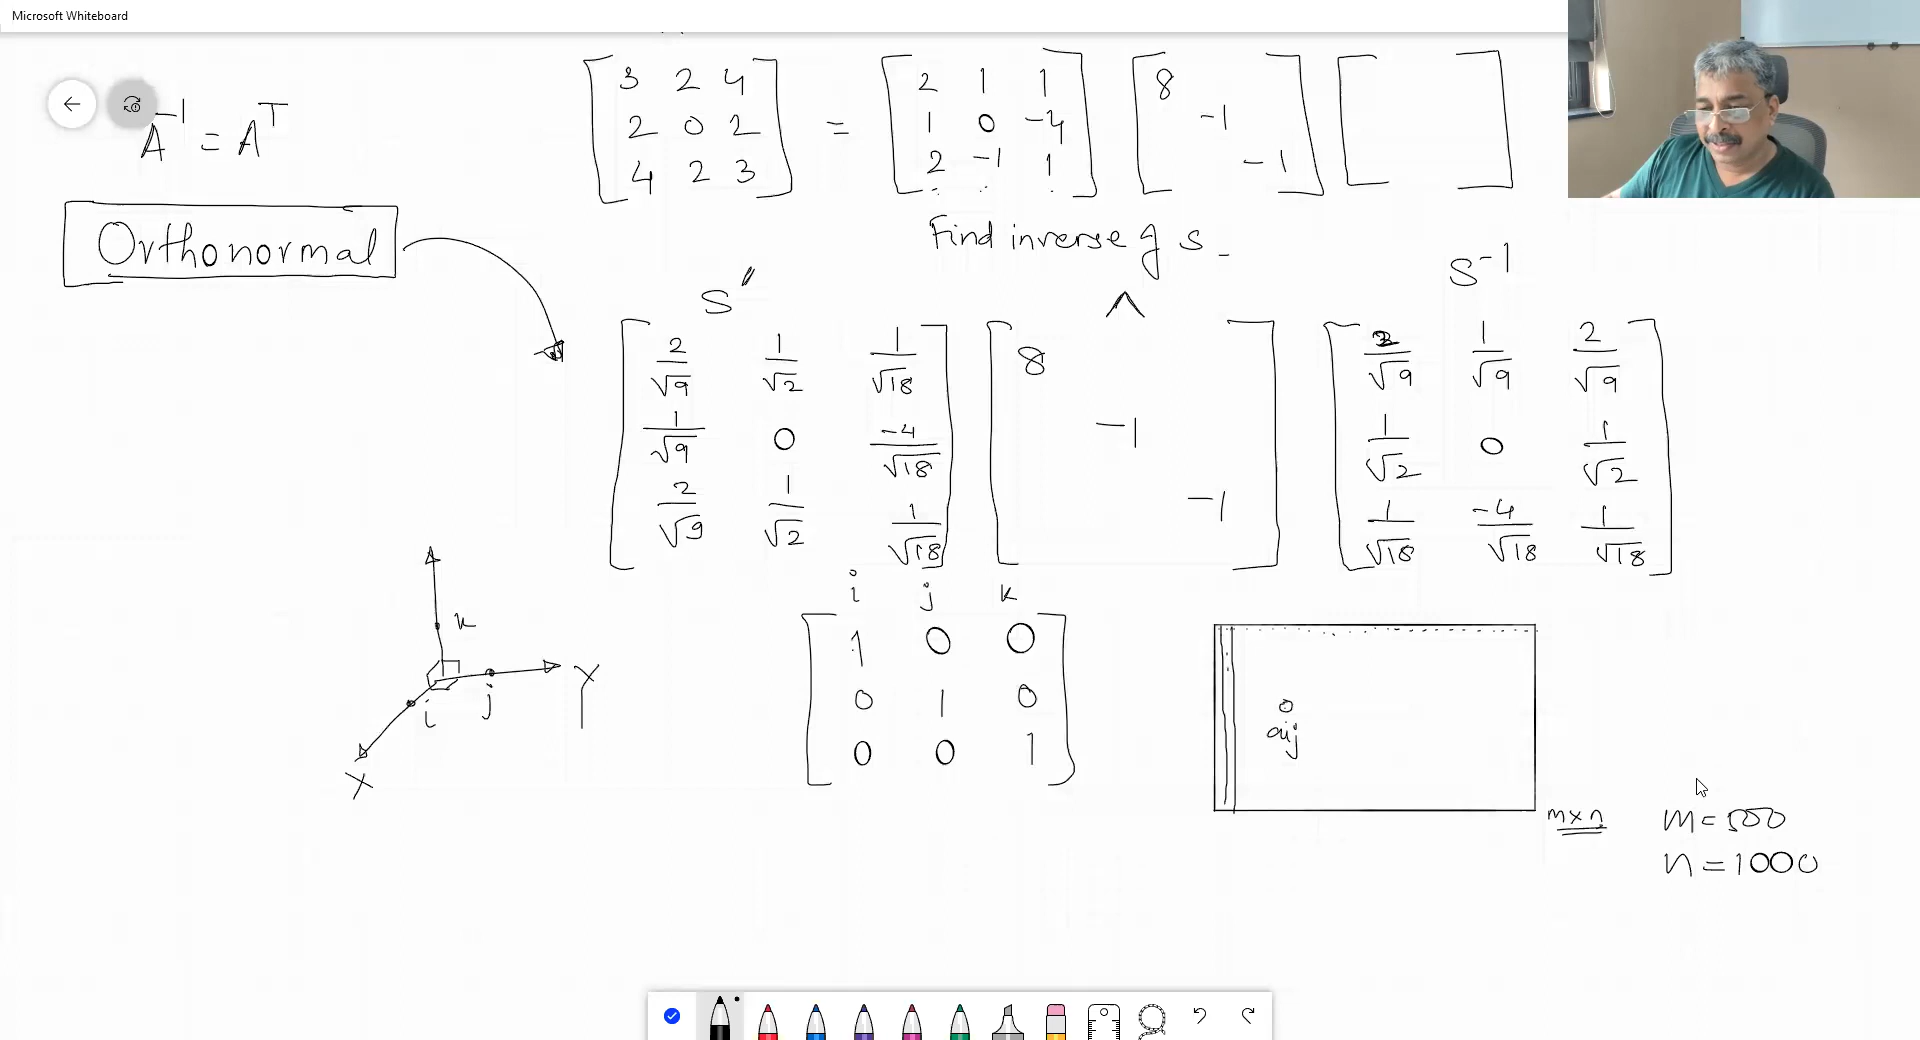 Microsoft Whiteboard
A⁻¹ = Aᵀ
Orthonormal
3 2 4
2 0 2
4 2 3
=
2 1 1
1 0 -4
2 -1 1
8
-1
-1
Find inverse of S
S'
2/√9 1/√2 1/√18
1/√9 0 -4/√18
2/√9 1/√2 1/√18
Λ
8
-1
-1
S⁻¹
2/√9 1/√9 2/√9
1/√2 0 1/√2
1/√18 -4/√18 1/√18
k
i
j
Y
X
i j k
1 0 0
0 1 0
0 0 1
aij
m×n
m = 500
n = 1000